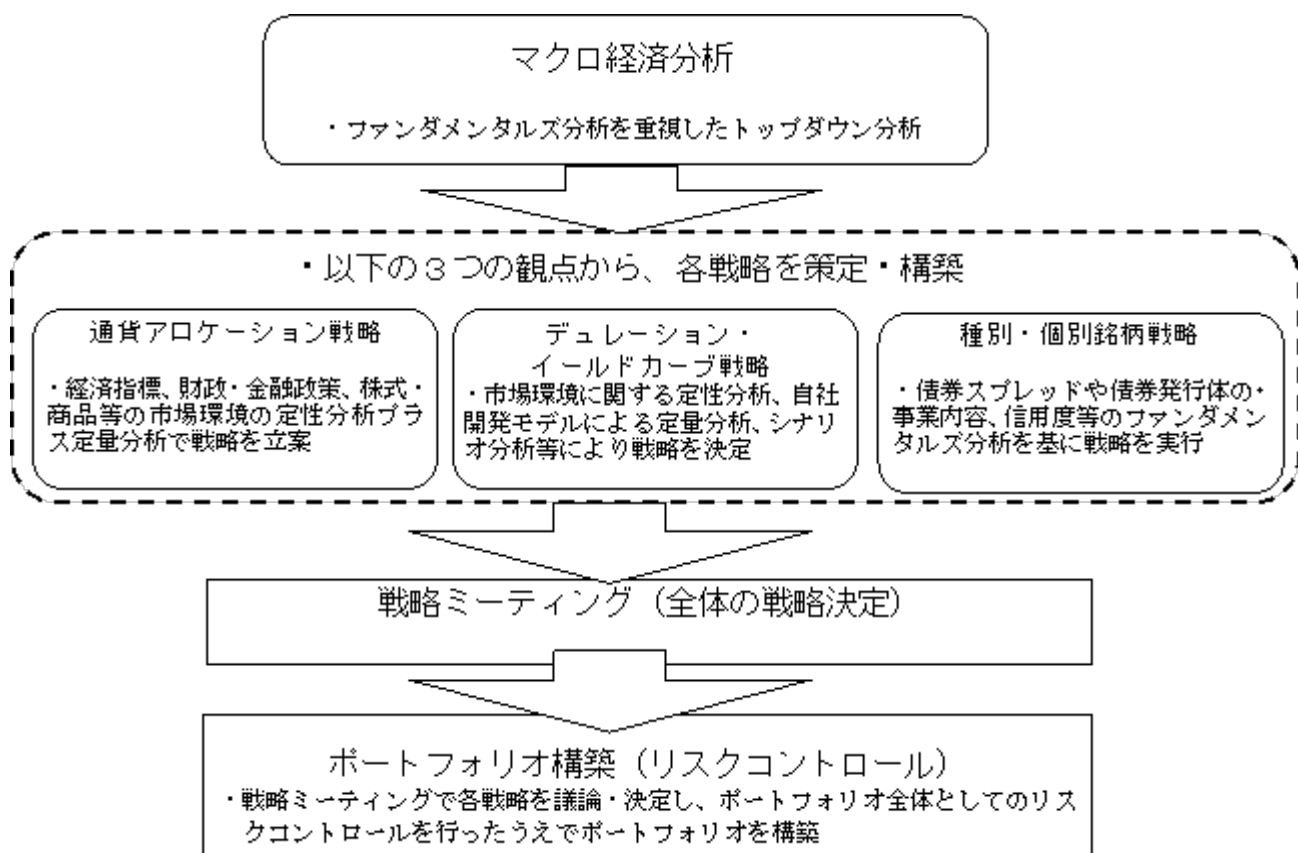 マクロ経済分析
・ファンダメンタルズ分析を重視したトップダウン分析
・以下の３つの観点から、各戦略を策定・構築
通貨アロケーション戦略
・経済指標、財政・金融政策、株式・
商品等の市場環境の定性分析プラ
ス定量分析で戦略を立案
デュレーション・
イールドカーブ戦略
・市場環境に関する定性分析、自社
開発モデルによる定量分析、シナリ
オ分析等により戦略を決定
種別・個別銘柄戦略
・債券スプレッドや債券発行体の・
事業内容、信用度等のファンダメン
タルズ分析を基に戦略を実行
戦略ミーティング（全体の戦略決定）
ポートフォリオ構築（リスクコントロール）
・戦略ミーティングで各戦略を議論・決定し、ポートフォリオ全体としてのリス
クコントロールを行ったうえでポートフォリオを構築